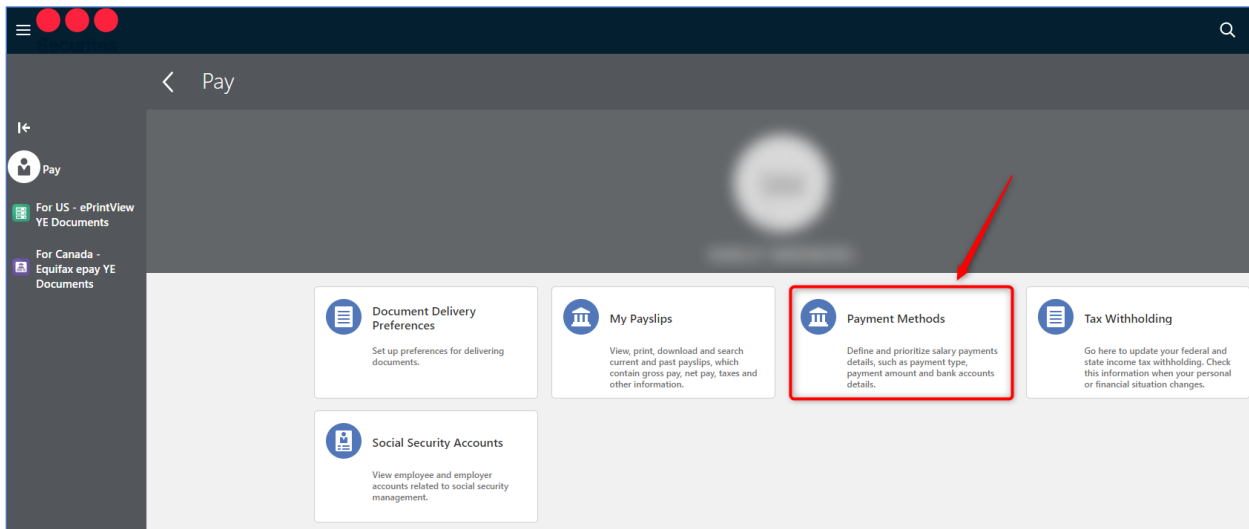 Securitas
Pay
Pay
For US - ePrintView
YE Documents
For Canada -
Equifax epay YE
Documents
Document Delivery
Preferences
Set up preferences for delivering
documents.
My Payslips
View, print, download and search
current and past payslips, which
contain gross pay, net pay, taxes and
other information.
Payment Methods
Define and prioritize salary payments
details, such as payment type,
payment amount and bank accounts
details.
Tax Withholding
Go here to update your federal and
state income tax withholding. Check
this information when your personal
or financial situation changes.
Social Security Accounts
View employee and employer
accounts related to social security
management.